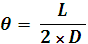 θ = L / (2 × D)